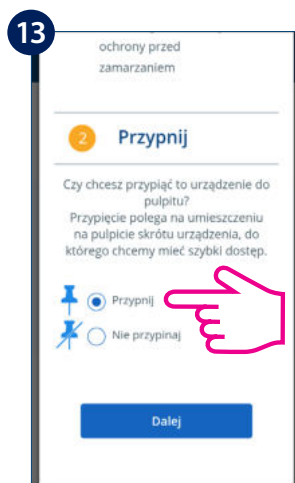 13
ochrony przed
zamarzaniem
2 Przypnij
Czy chcesz przypiąć to urządzenie do
pulpitu?
Przypięcie polega na umieszczeniu
na pulpicie skrótu urządzenia, do
którego chcemy mieć szybki dostęp.
Przypnij
Nie przypinaj
Dalej